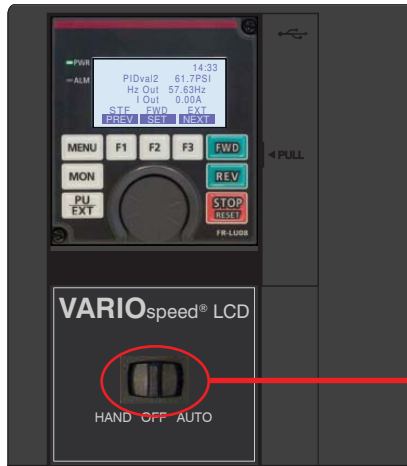 PWR
ALM
14:33
PIDval2 61.7PSI
Hz Out 57.63Hz
I Out 0.00A
STF FWD EXT
PREV SET NEXT
MENU F1 F2 F3 FWD
MON REV
PU
EXT
STOP
RESET
FR-LU08
◄PULL
VARIOspeed® LCD
HAND OFF AUTO